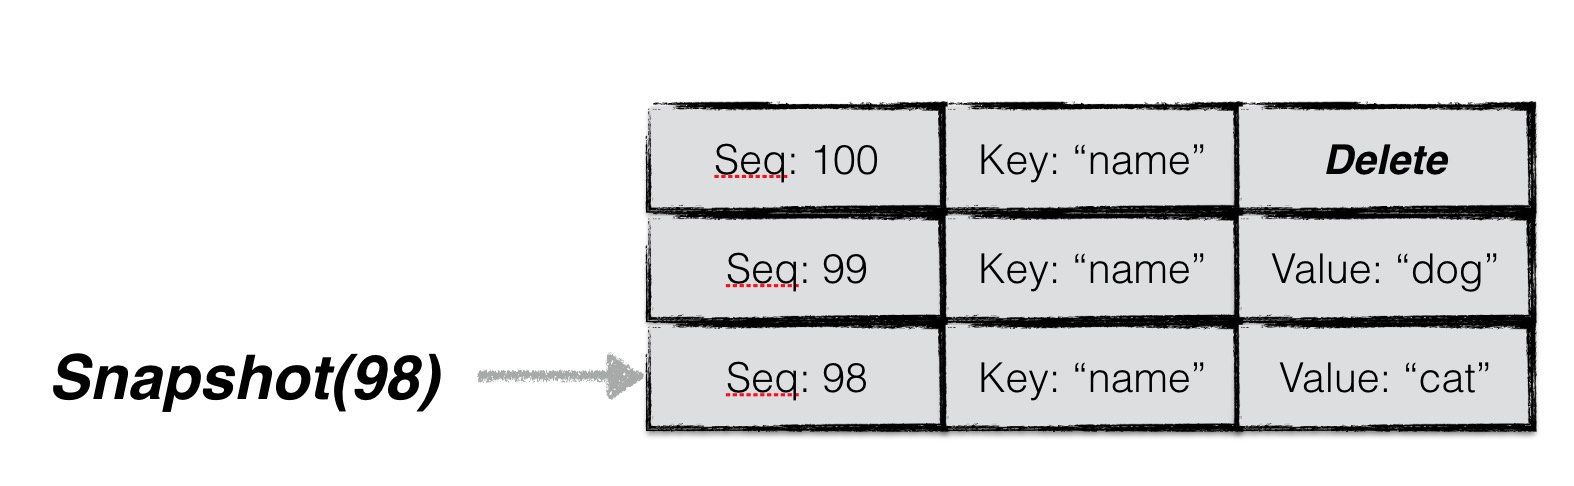 Seq: 100 Key: “name” Delete
Seq: 99 Key: “name” Value: “dog”
Snapshot(98) Seq: 98 Key: “name” Value: “cat”